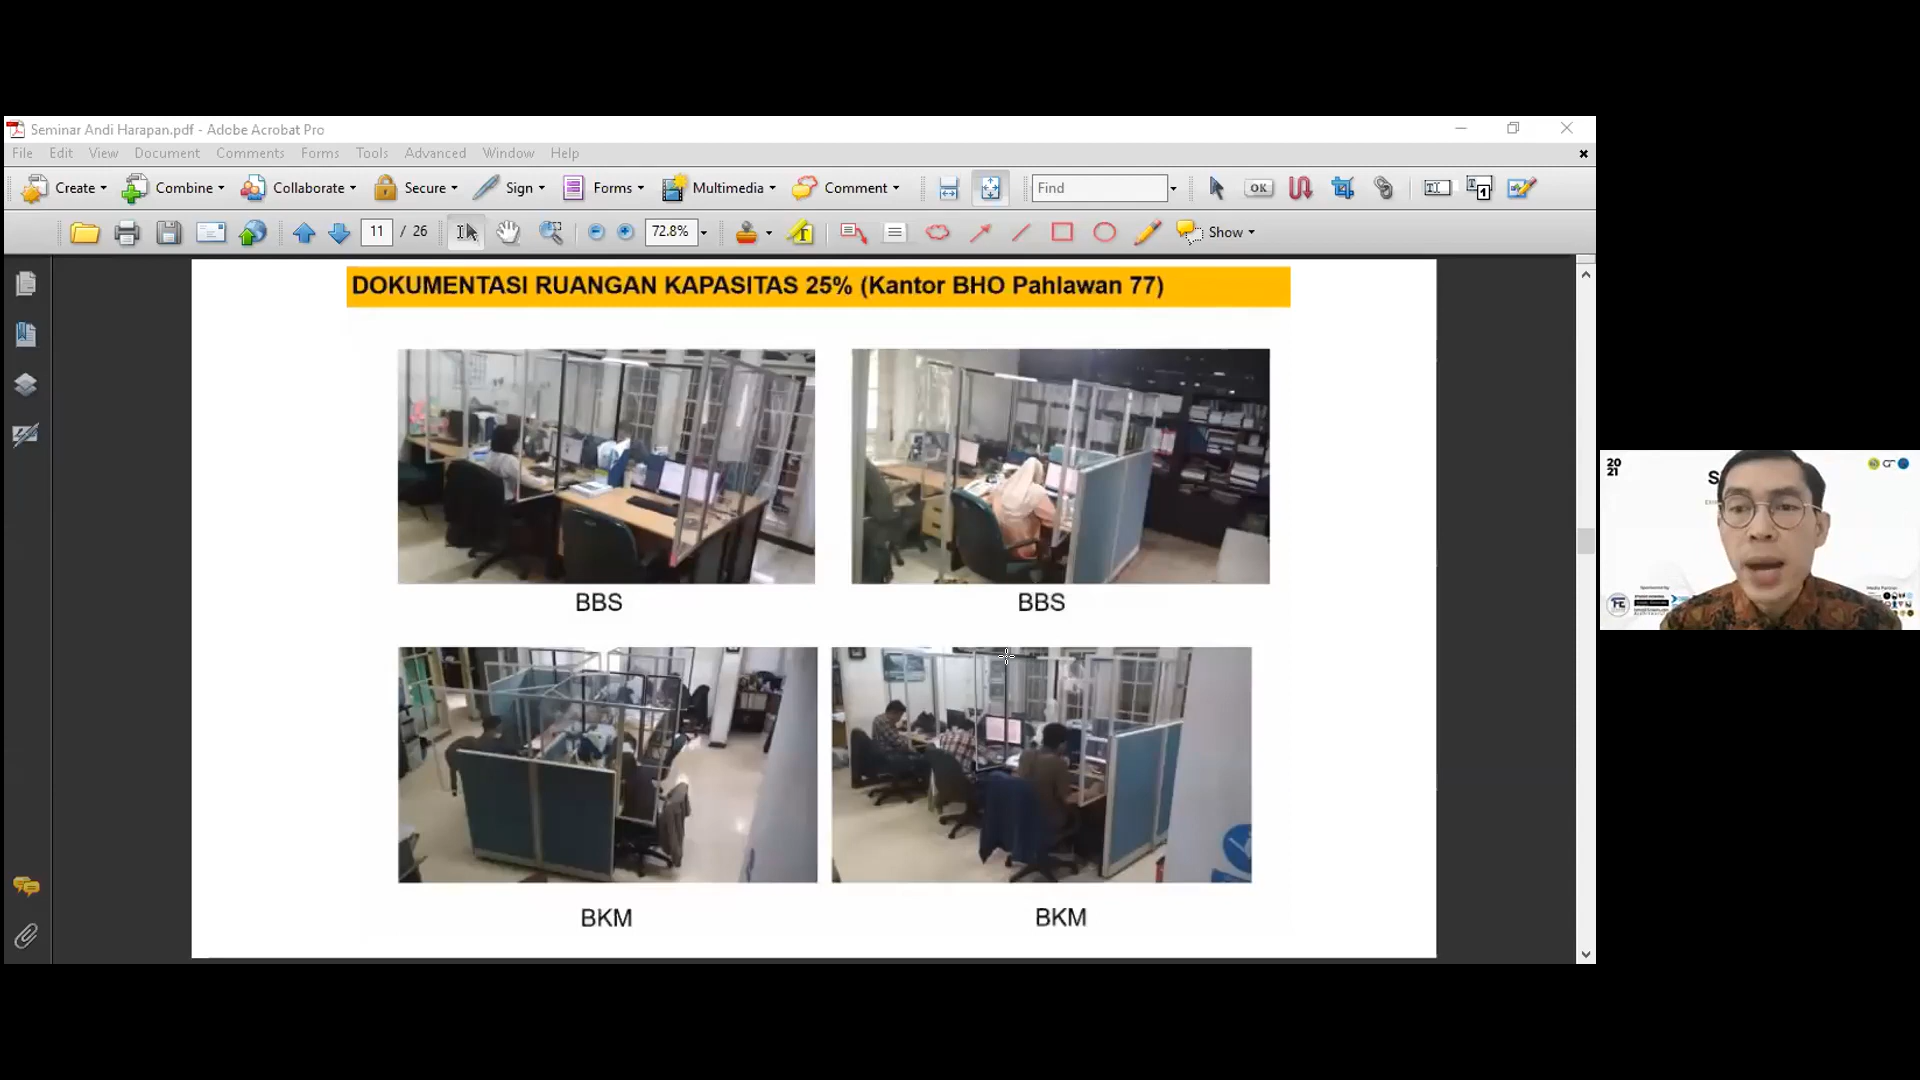 Seminar Andi Harapan.pdf - Adobe Acrobat Pro
File Edit View Document Comments Forms Tools Advanced Window Help
Create Combine Collaborate Secure Sign Forms Multimedia Comment Find OK
11 / 26 72.8% Show
DOKUMENTASI RUANGAN KAPASITAS 25% (Kantor BHO Pahlawan 77)
BBS BBS
BKM BKM
20
21
S